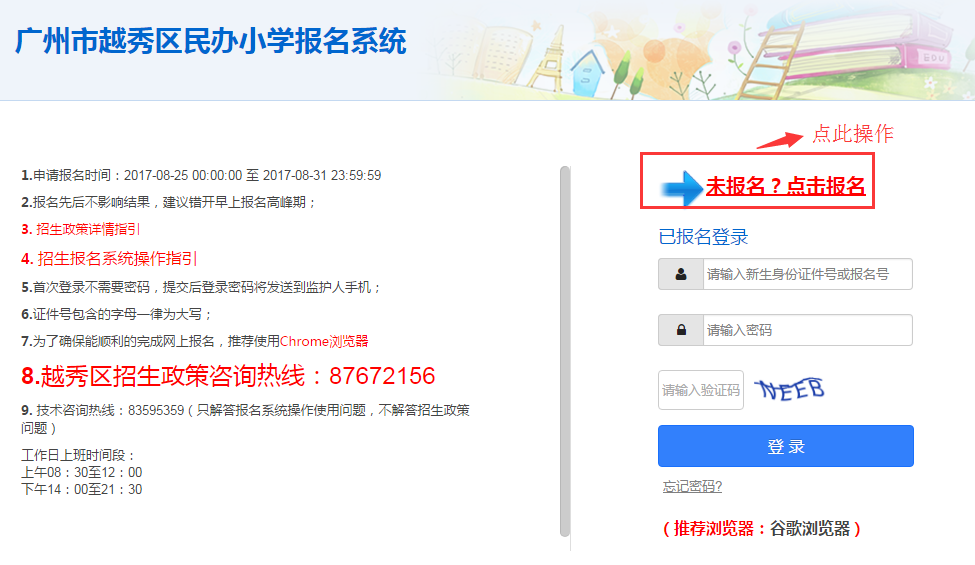 广州市越秀区民办小学报名系统
点此操作
1.申请报名时间：2017-08-25 00:00:00 至 2017-08-31 23:59:59
2.报名先后不影响结果，建议错开早上报名高峰期；
3. 招生政策详情指引
4. 招生报名系统操作指引
5.首次登录不需要密码，提交后登录密码将发送到监护人手机；
6.证件号包含的字母一律为大写；
7.为了确保能顺利的完成网上报名，推荐使用Chrome浏览器
8.越秀区招生政策咨询热线：87672156
9. 技术咨询热线：83595359（只解答报名系统操作使用问题，不解答招生政策
问题）
工作日上班时间段：
上午08：30至12：00
下午14：00至21：30
未报名？点击报名
已报名登录
请输入新生身份证件号或报名号
请输入密码
请输入验证码
NEEB
登 录
忘记密码?
（推荐浏览器：谷歌浏览器）
EDU